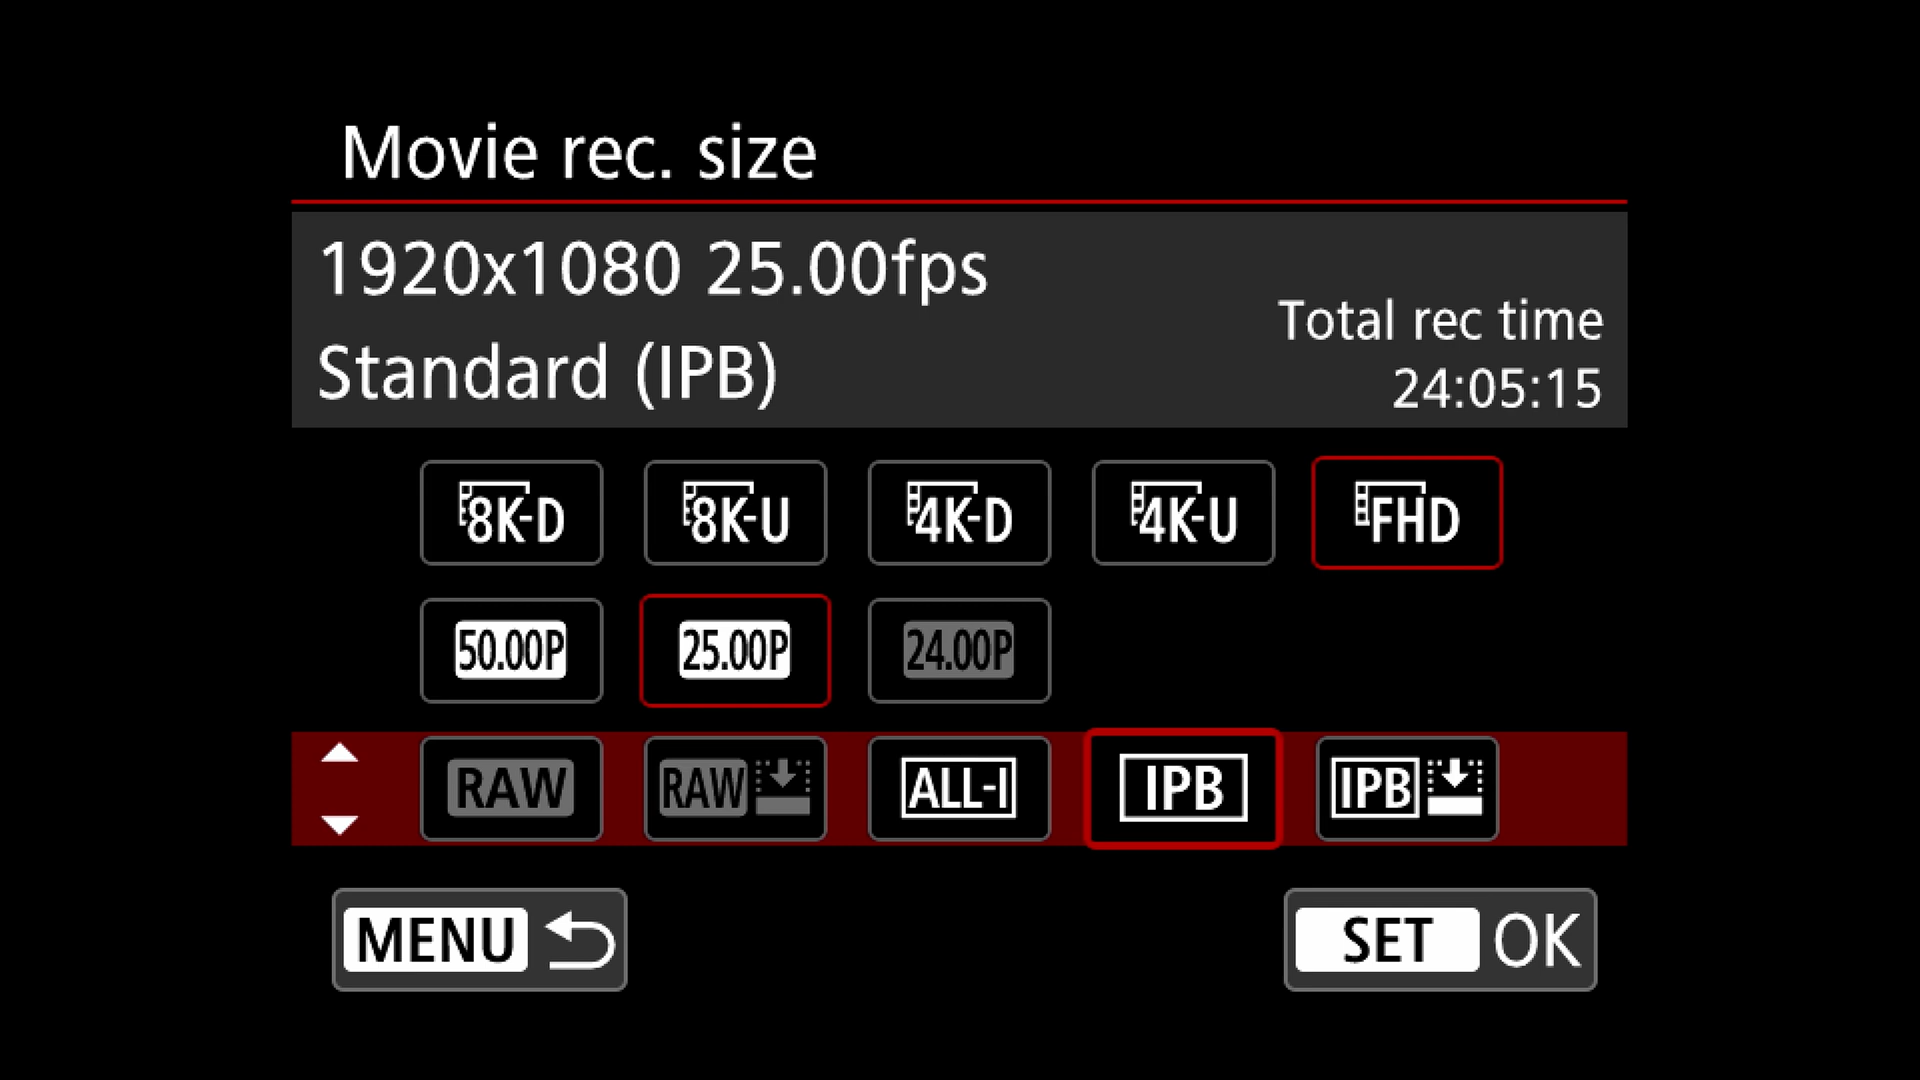 Movie rec. size
1920x1080 25.00fps
Standard (IPB)
Total rec time
24:05:15
8K-D 8K-U 4K-D 4K-U FHD
50.00P 25.00P 24.00P
RAW RAW ALL-I IPB IPB
MENU SET OK